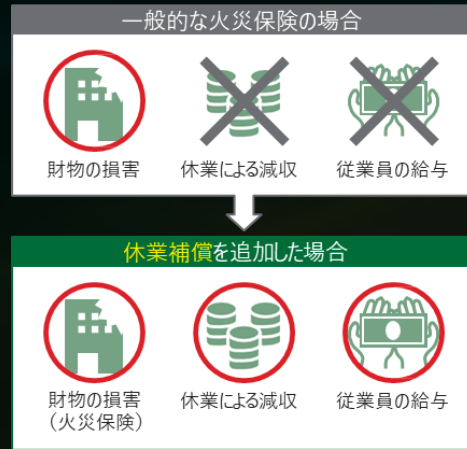 一般的な火災保険の場合
財物の損害
休業による減収
従業員の給与
休業補償を追加した場合
財物の損害
（火災保険）
休業による減収
従業員の給与